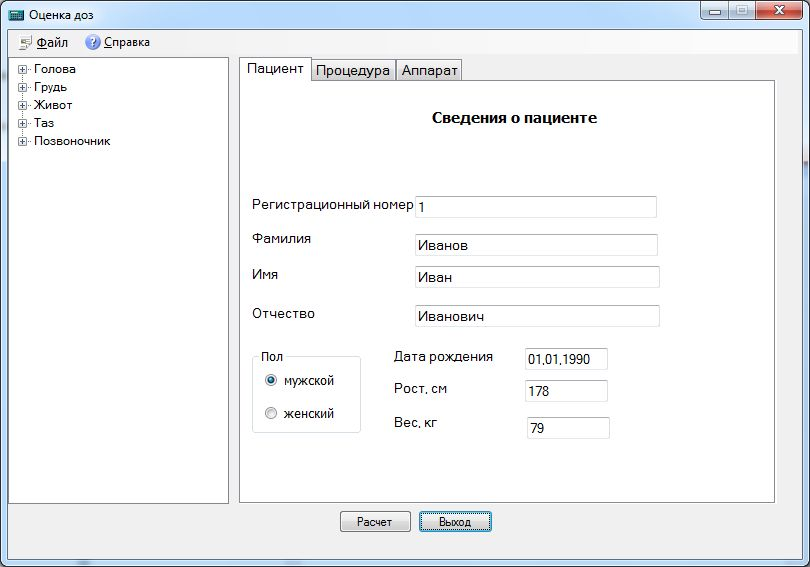 Оценка доз
Файл Справка
Голова
Грудь
Живот
Таз
Позвоночник
Пациент Процедура Аппарат
Сведения о пациенте
Регистрационный номер 1
Фамилия Иванов
Имя Иван
Отчество Иванович
Пол
мужской
женский
Дата рождения 01.01.1990
Рост, см 178
Вес, кг 79
Расчет Выход